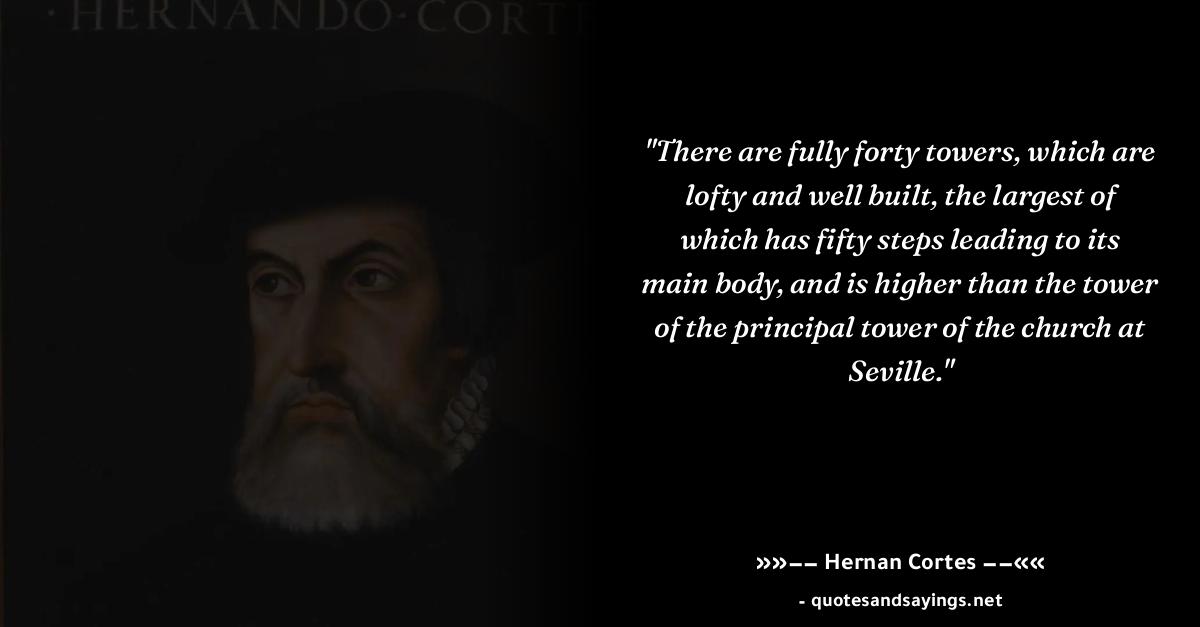 · HERNANDO · CORTE
"There are fully forty towers, which are
lofty and well built, the largest of
which has fifty steps leading to its
main body, and is higher than the tower
of the principal tower of the church at
Seville."
»»–– Hernan Cortes ––««
- quotesandsayings.net